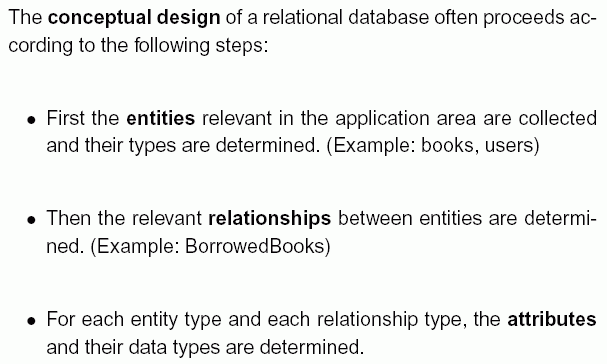 The conceptual design of a relational database often proceeds ac-
cording to the following steps:
• First the entities relevant in the application area are collected
and their types are determined. (Example: books, users)
• Then the relevant relationships between entities are determi-
ned. (Example: BorrowedBooks)
• For each entity type and each relationship type, the attributes
and their data types are determined.